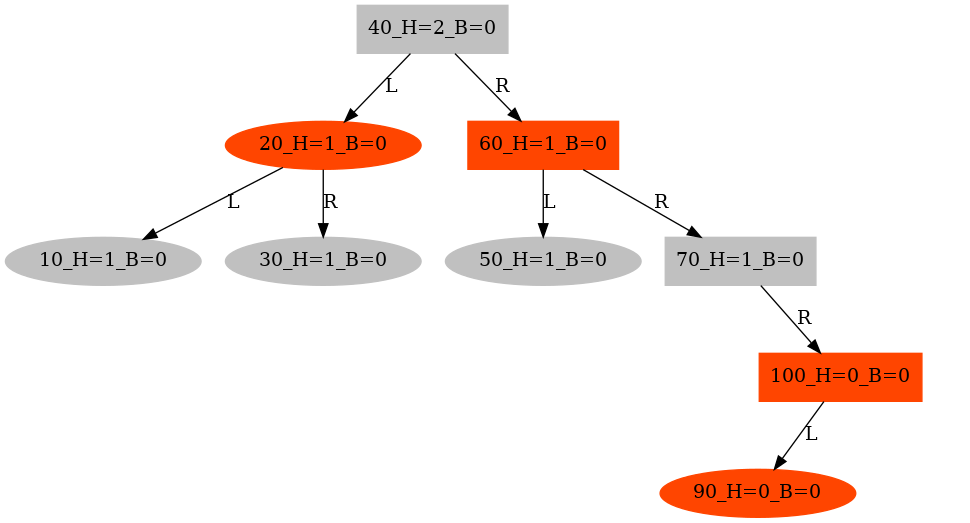 40_H=2_B=0
L
R
20_H=1_B=0
60_H=1_B=0
L
R
L
R
10_H=1_B=0
30_H=1_B=0
50_H=1_B=0
70_H=1_B=0
R
100_H=0_B=0
L
90_H=0_B=0